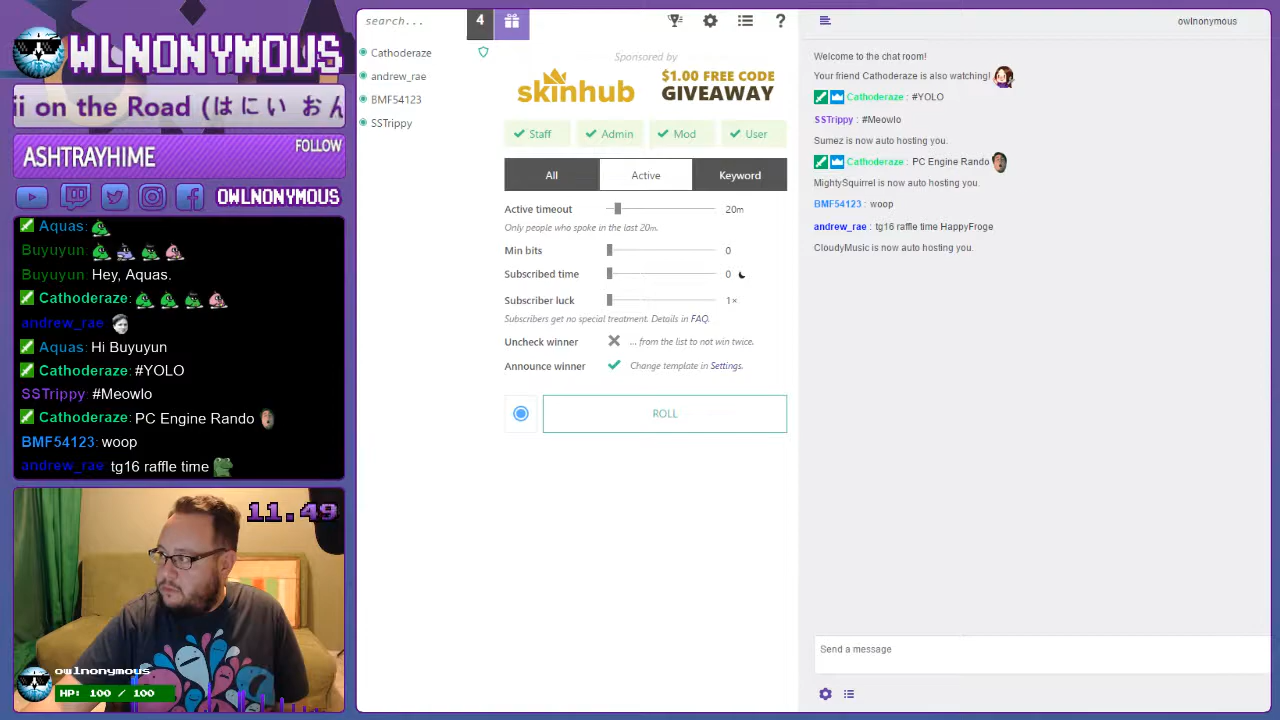 WLNONYMOUS
ii on the Road (はにい おん
ASHTRAYHIME
FOLLOW
OWLNONYMOUS
Aquas:
Buyuyun:
Buyuyun: Hey, Aquas.
Cathoderaze:
andrew_rae
Aquas: Hi Buyuyun
Cathoderaze: #YOLO
SSTrippy: #Meowlo
Cathoderaze: PC Engine Rando
BMF54123: woop
andrew_rae tg16 raffle time
11.49
owlnonymous
HP: 100 / 100
search...
4
Cathoderaze
andrew_rae
BMF54123
SSTrippy
?
Sponsored by
skinhub
$1.00 FREE CODE
GIVEAWAY
Staff
Admin
Mod
User
All
Active
Keyword
Active timeout
20m
Only people who spoke in the last 20m.
Min bits
0
Subscribed time
0
Subscriber luck
1×
Subscribers get no special treatment. Details in FAQ.
Uncheck winner
... from the list to not win twice.
Announce winner
Change template in Settings.
ROLL
owlnonymous
Welcome to the chat room!
Your friend Cathoderaze is also watching!
Cathoderaze : #YOLO
SSTrippy : #Meowlo
Sumez is now auto hosting you.
Cathoderaze : PC Engine Rando
MightySquirrel is now auto hosting you.
BMF54123 : woop
andrew_rae : tg16 raffle time HappyFroge
CloudyMusic is now auto hosting you.
Send a message